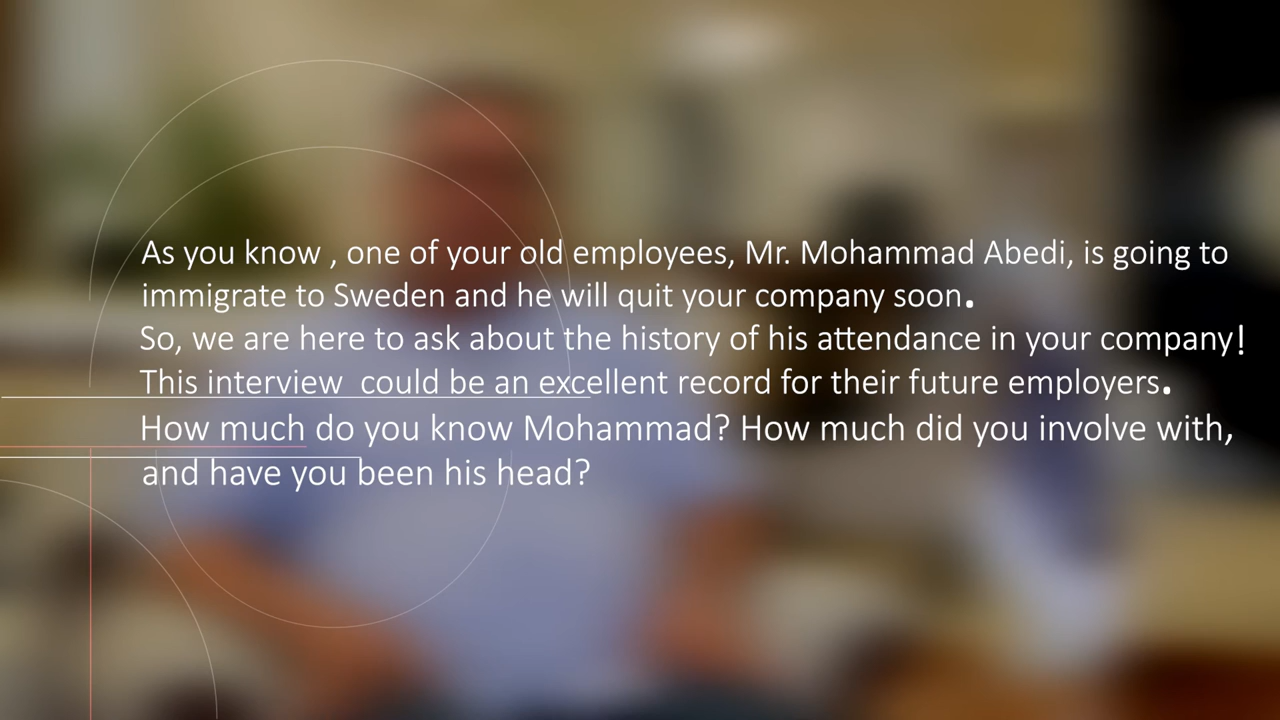 As you know , one of your old employees, Mr. Mohammad Abedi, is going to
immigrate to Sweden and he will quit your company soon.
So, we are here to ask about the history of his attendance in your company!
This interview  could be an excellent record for their future employers.
How much do you know Mohammad? How much did you involve with,
and have you been his head?